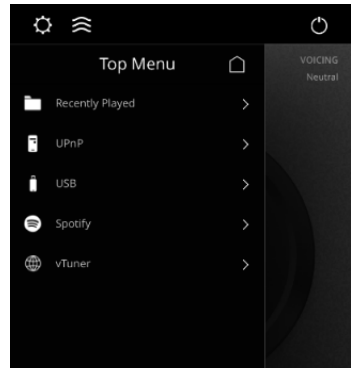 Top Menu
VOICING
Neutral
Recently Played
UPnP
USB
Spotify
vTuner